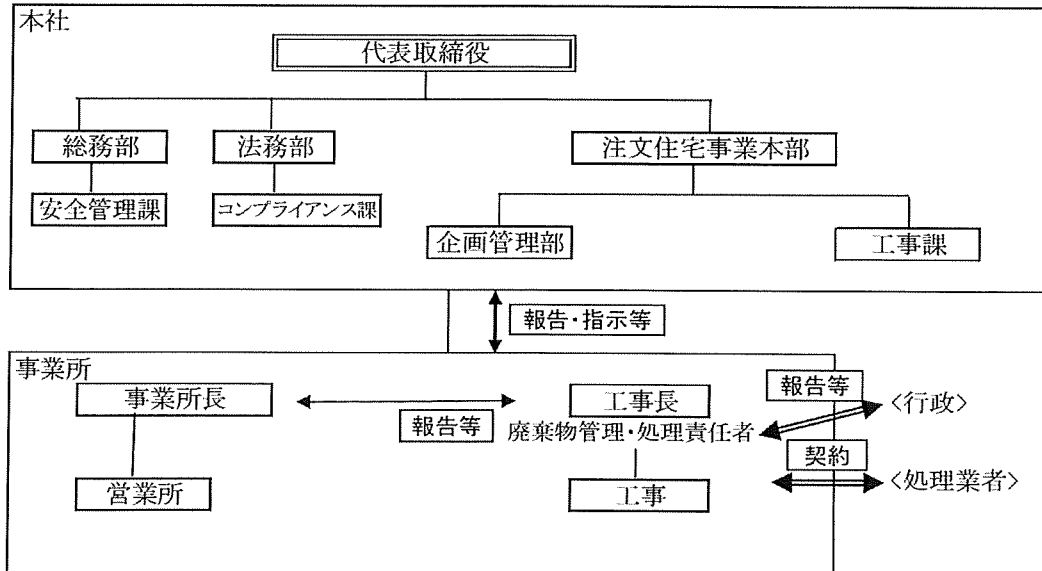 本社
代表取締役
総務部
法務部
注文住宅事業本部
安全管理課
コンプライアンス課
企画管理部
工事課
報告・指示等
事業所
事業所長
報告等
工事長
廃棄物管理・処理責任者
報告等
<行政>
契約
営業所
工事
<処理業者>